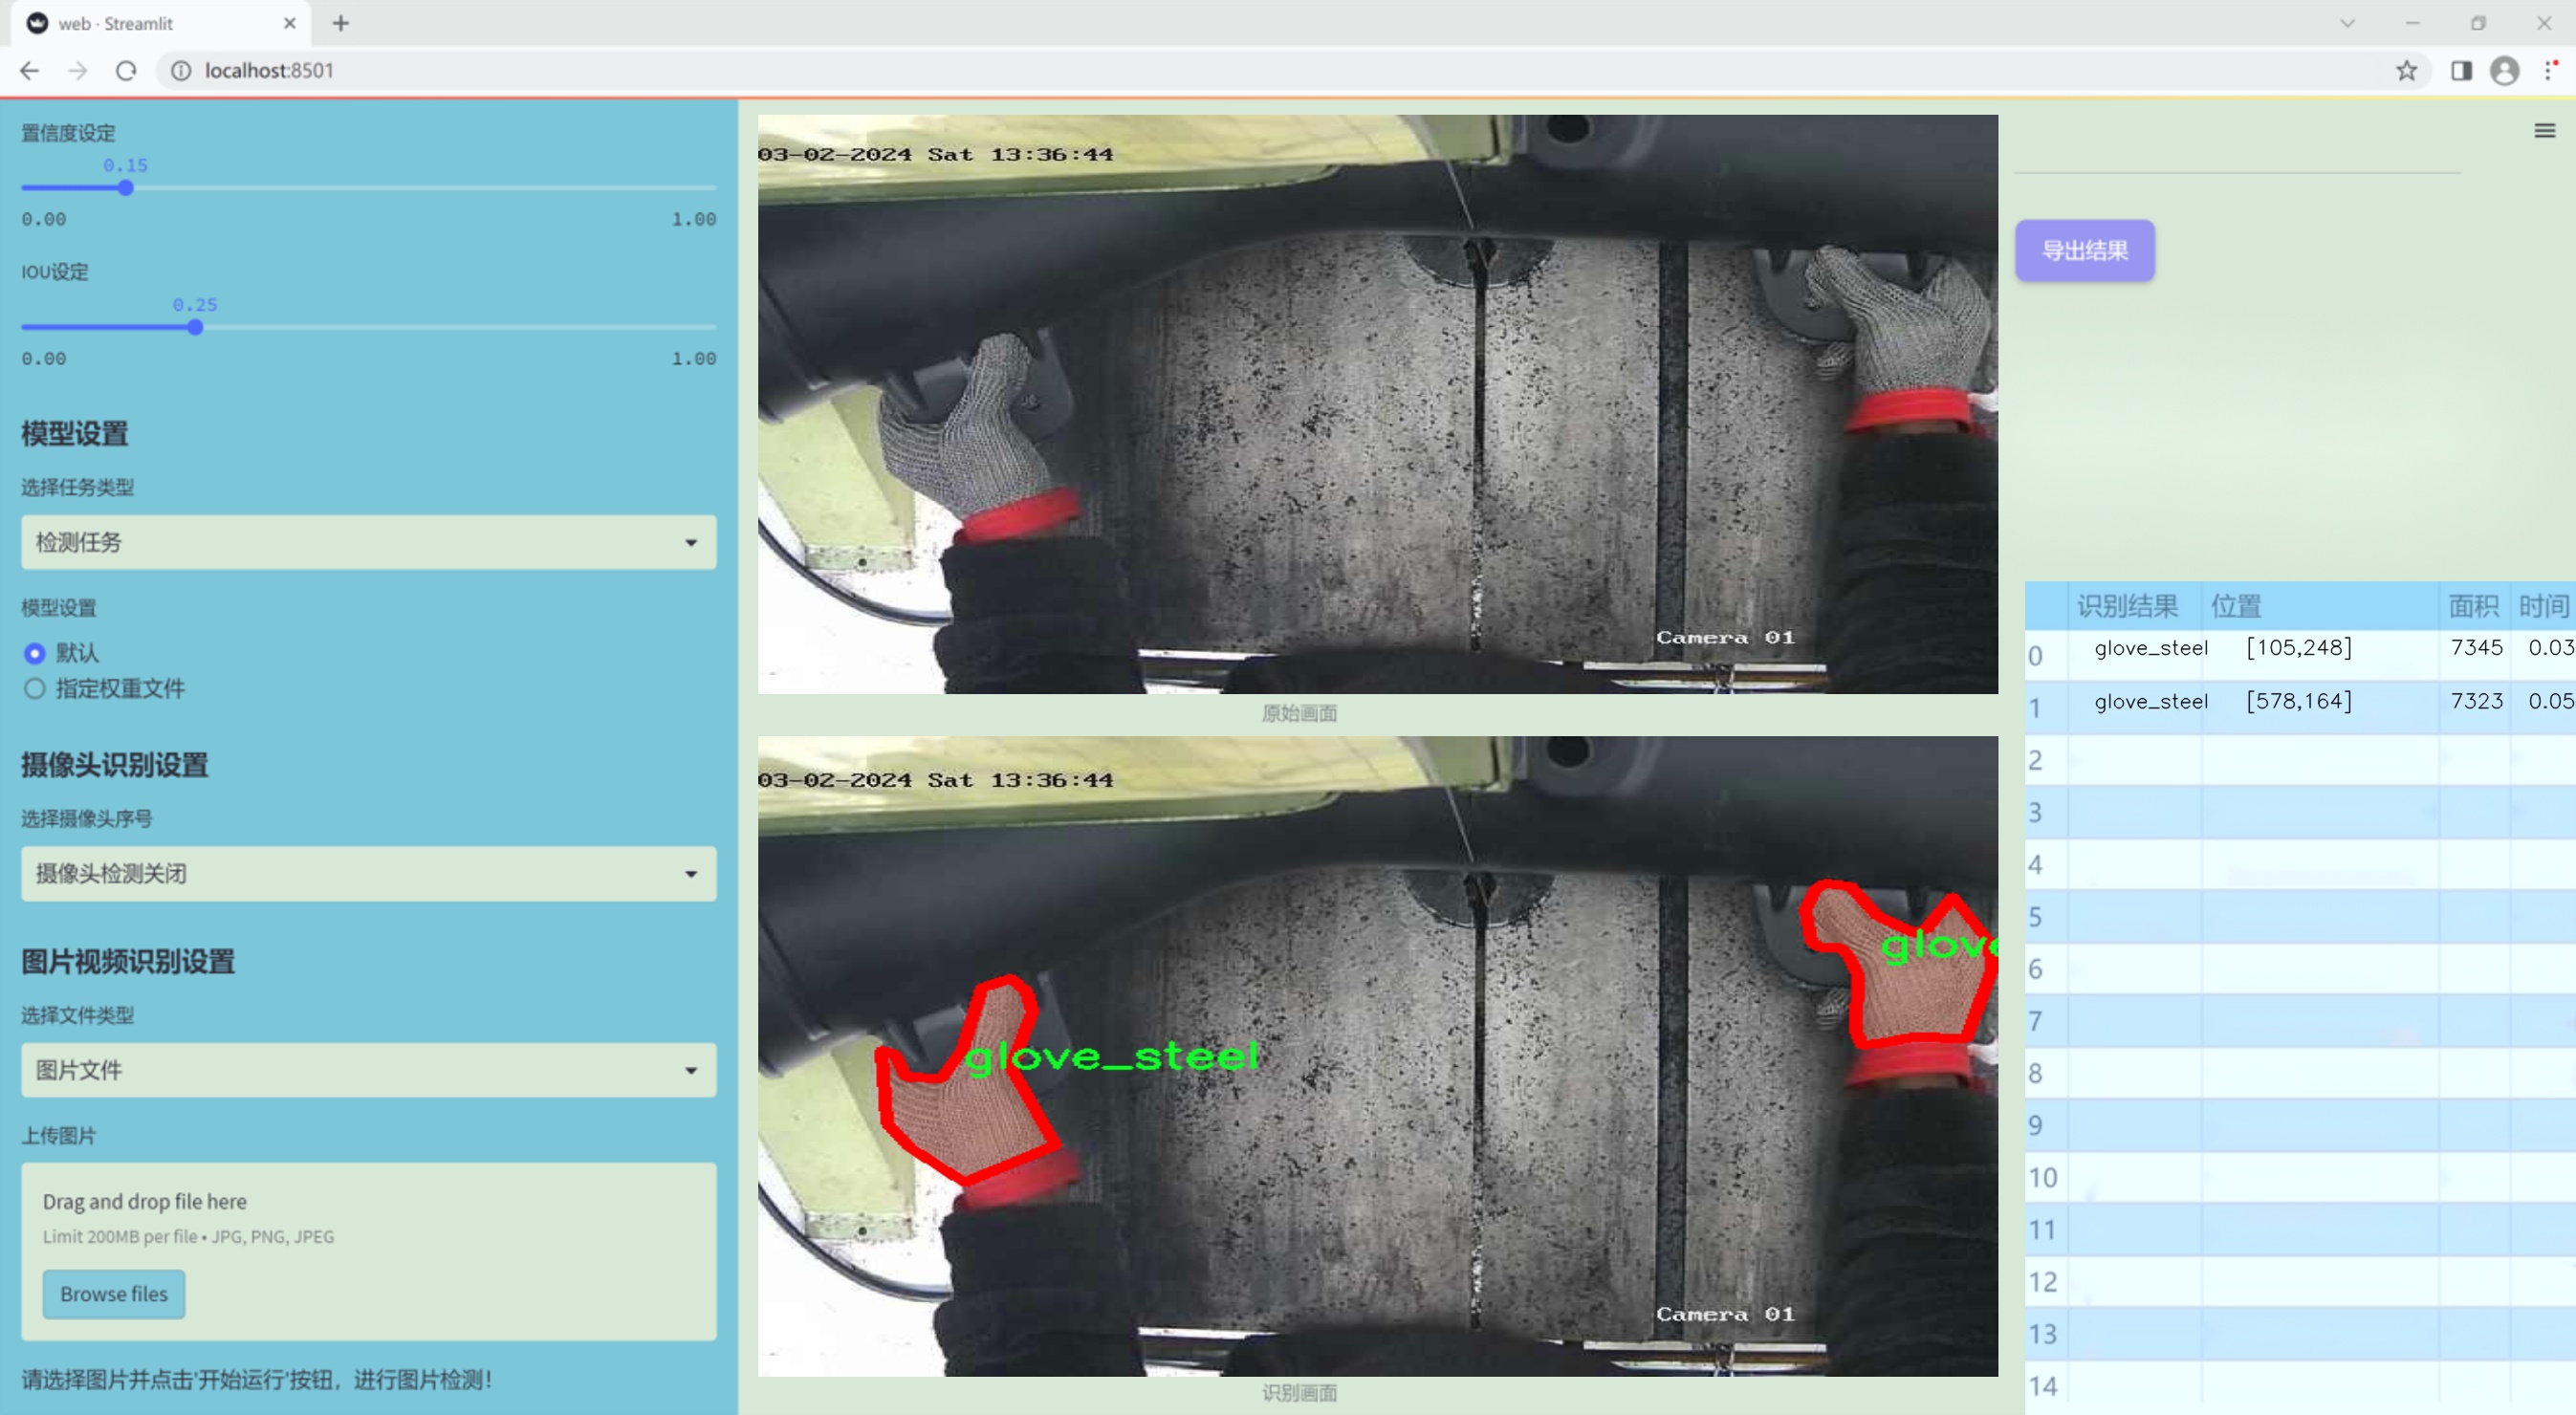 web · Streamlit
localhost:8501
置信度设定
0.15
0.00 1.00
IOU设定
0.25
0.00 1.00
模型设置
选择任务类型
检测任务
模型设置
默认
指定权重文件
摄像头识别设置
选择摄像头序号
摄像头检测关闭
图片视频识别设置
选择文件类型
图片文件
上传图片
Drag and drop file here
Limit 200MB per file • JPG, PNG, JPEG
Browse files
请选择图片并点击'开始运行'按钮，进行图片检测！
03-02-2024 Sat 13:36:44
Camera 01
原始画面
03-02-2024 Sat 13:36:44
glove_steel
glove
Camera 01
识别画面
导出结果
识别结果 位置 面积 时间
0 glove_steel [105,248] 7345 0.03
1 glove_steel [578,164] 7323 0.05
2
3
4
5
6
7
8
9
10
11
12
13
14